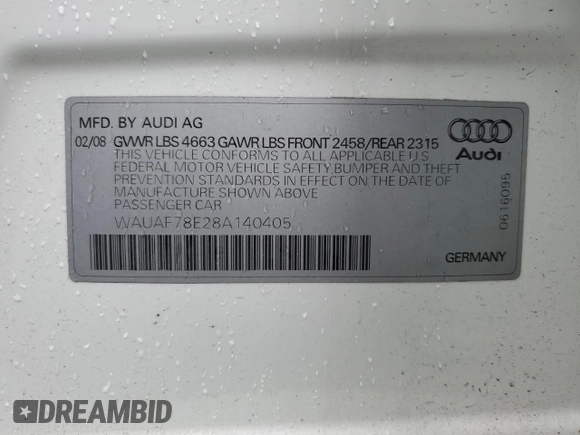 MFD. BY AUDI AG
02/08 GVWR LBS 4663 GAWR LBS FRONT 2458/REAR 2315
THIS VEHICLE CONFORMS TO ALL APPLICABLE U.S.
FEDERAL MOTOR VEHICLE SAFETY, BUMPER AND THEFT
PREVENTION STANDARDS IN EFFECT ON THE DATE OF
MANUFACTURE SHOWN ABOVE
PASSENGER CAR
WAUAF78E28A140405
Audi
0616095
GERMANY
DREAMBID